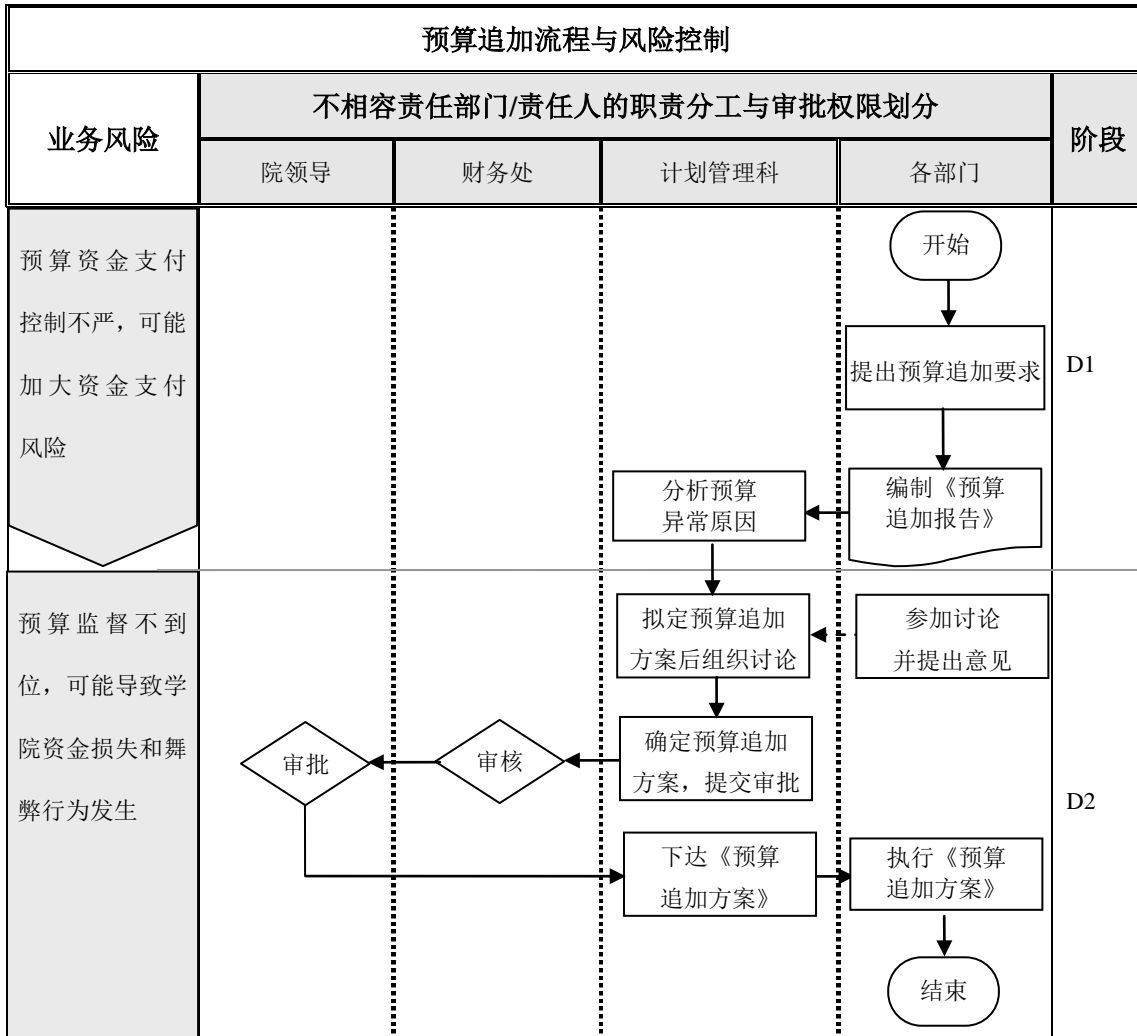 预算追加流程与风险控制
业务风险
不相容责任部门/责任人的职责分工与审批权限划分
阶段
院领导
财务处
计划管理科
各部门
预算资金支付
控制不严，可能
加大资金支付
风险
开始
提出预算追加要求
D1
编制《预算
追加报告》
分析预算
异常原因
预算监督不到
位，可能导致学
院资金损失和舞
弊行为发生
拟定预算追加
方案后组织讨论
参加讨论
并提出意见
确定预算追加
方案，提交审批
审核
审批
D2
下达《预算
追加方案》
执行《预算
追加方案》
结束